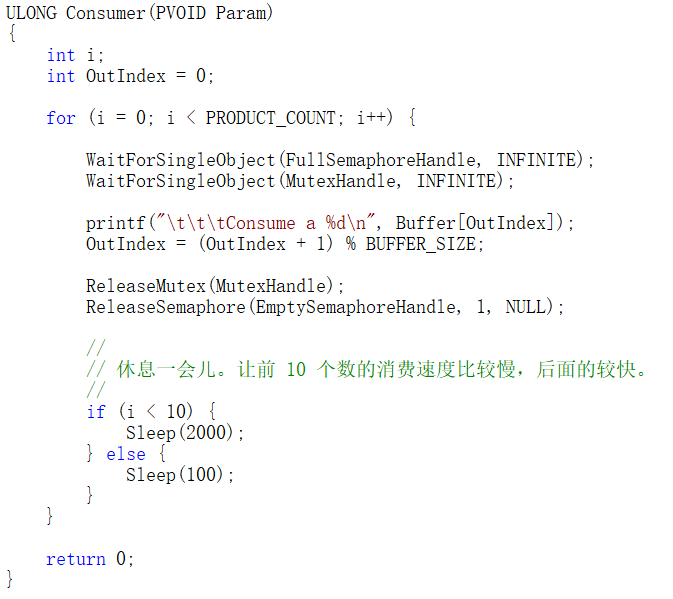 ULONG Consumer(PVOID Param)
{
    int i;
    int OutIndex = 0;

    for (i = 0; i < PRODUCT_COUNT; i++) {

        WaitForSingleObject(FullSemaphoreHandle, INFINITE);
        WaitForSingleObject(MutexHandle, INFINITE);

        printf("\t\t\tConsume a %d\n", Buffer[OutIndex]);
        OutIndex = (OutIndex + 1) % BUFFER_SIZE;

        ReleaseMutex(MutexHandle);
        ReleaseSemaphore(EmptySemaphoreHandle, 1, NULL);

        //
        // 休息一会儿。让前 10 个数的消费速度比较慢，后面的较快。
        //
        if (i < 10) {
            Sleep(2000);
        } else {
            Sleep(100);
        }
    }

    return 0;
}